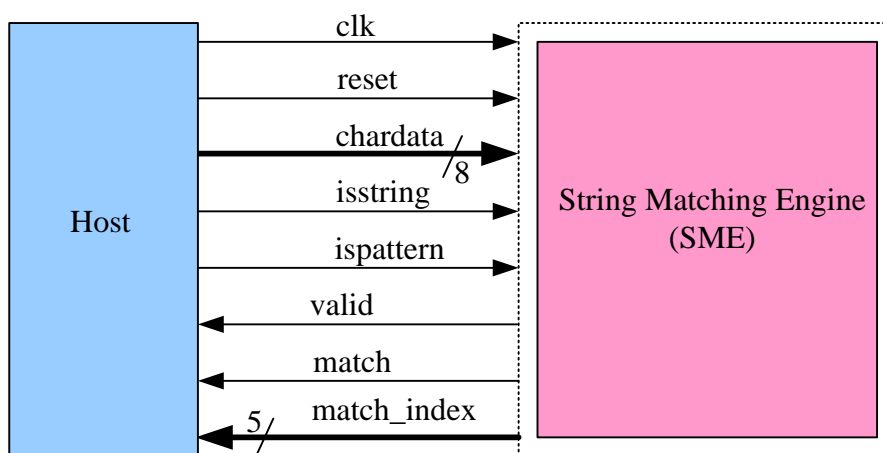 clk
reset
chardata
8
isstring
Host
String Matching Engine
(SME)
ispattern
valid
match
match_index
5